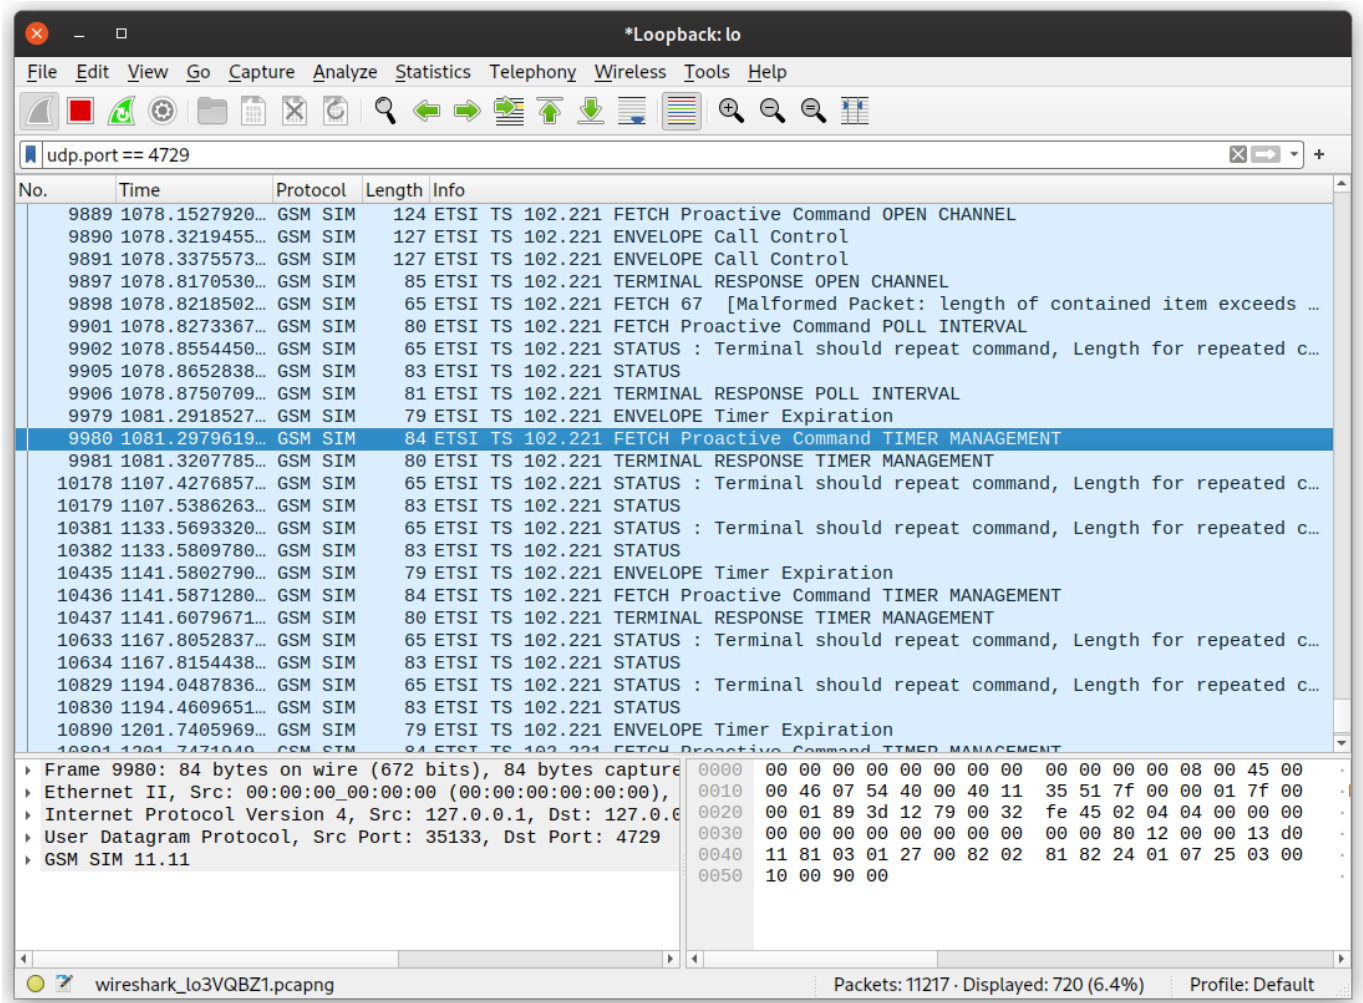 *Loopback: lo
File Edit View Go Capture Analyze Statistics Telephony Wireless Tools Help
udp.port == 4729
No. Time Protocol Length Info
9889 1078.1527920… GSM SIM 124 ETSI TS 102.221 FETCH Proactive Command OPEN CHANNEL
9890 1078.3219455… GSM SIM 127 ETSI TS 102.221 ENVELOPE Call Control
9891 1078.3375573… GSM SIM 127 ETSI TS 102.221 ENVELOPE Call Control
9897 1078.8170530… GSM SIM 85 ETSI TS 102.221 TERMINAL RESPONSE OPEN CHANNEL
9898 1078.8218502… GSM SIM 65 ETSI TS 102.221 FETCH 67 [Malformed Packet: length of contained item exceeds …
9901 1078.8273367… GSM SIM 80 ETSI TS 102.221 FETCH Proactive Command POLL INTERVAL
9902 1078.8554450… GSM SIM 65 ETSI TS 102.221 STATUS : Terminal should repeat command, Length for repeated c…
9905 1078.8652838… GSM SIM 83 ETSI TS 102.221 STATUS
9906 1078.8750709… GSM SIM 81 ETSI TS 102.221 TERMINAL RESPONSE POLL INTERVAL
9979 1081.2918527… GSM SIM 79 ETSI TS 102.221 ENVELOPE Timer Expiration
9980 1081.2979619… GSM SIM 84 ETSI TS 102.221 FETCH Proactive Command TIMER MANAGEMENT
9981 1081.3207785… GSM SIM 80 ETSI TS 102.221 TERMINAL RESPONSE TIMER MANAGEMENT
10178 1107.4276857… GSM SIM 65 ETSI TS 102.221 STATUS : Terminal should repeat command, Length for repeated c…
10179 1107.5386263… GSM SIM 83 ETSI TS 102.221 STATUS
10381 1133.5693320… GSM SIM 65 ETSI TS 102.221 STATUS : Terminal should repeat command, Length for repeated c…
10382 1133.5809780… GSM SIM 83 ETSI TS 102.221 STATUS
10435 1141.5802790… GSM SIM 79 ETSI TS 102.221 ENVELOPE Timer Expiration
10436 1141.5871280… GSM SIM 84 ETSI TS 102.221 FETCH Proactive Command TIMER MANAGEMENT
10437 1141.6079671… GSM SIM 80 ETSI TS 102.221 TERMINAL RESPONSE TIMER MANAGEMENT
10633 1167.8052837… GSM SIM 65 ETSI TS 102.221 STATUS : Terminal should repeat command, Length for repeated c…
10634 1167.8154438… GSM SIM 83 ETSI TS 102.221 STATUS
10829 1194.0487836… GSM SIM 65 ETSI TS 102.221 STATUS : Terminal should repeat command, Length for repeated c…
10830 1194.4609651… GSM SIM 83 ETSI TS 102.221 STATUS
10890 1201.7405969… GSM SIM 79 ETSI TS 102.221 ENVELOPE Timer Expiration
10891 1201.7471949… GSM SIM 84 ETSI TS 102.221 FETCH Proactive Command TIMER MANAGEMENT
Frame 9980: 84 bytes on wire (672 bits), 84 bytes capture
Ethernet II, Src: 00:00:00_00:00:00 (00:00:00:00:00:00),
Internet Protocol Version 4, Src: 127.0.0.1, Dst: 127.0.0
User Datagram Protocol, Src Port: 35133, Dst Port: 4729
GSM SIM 11.11
0000 00 00 00 00 00 00 00 00 00 00 00 00 08 00 45 00
0010 00 46 07 54 40 00 40 11 35 51 7f 00 00 01 7f 00
0020 00 01 89 3d 12 79 00 32 fe 45 02 04 04 00 00 00
0030 00 00 00 00 00 00 00 00 00 00 80 12 00 00 13 d0
0040 11 81 03 01 27 00 82 02 81 82 24 01 07 25 03 00
0050 10 00 90 00
wireshark_lo3VQBZ1.pcapng Packets: 11217 · Displayed: 720 (6.4%) Profile: Default